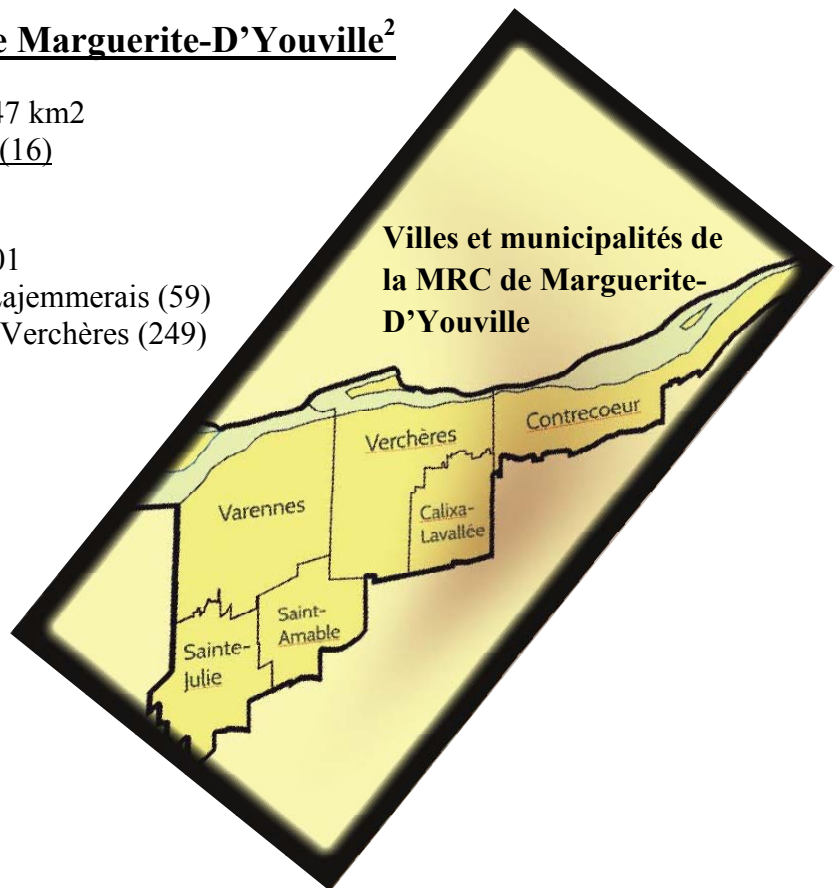 e Marguerite-D’Youville²
47 km2
(16)
01
Lajemmerais (59)
Verchères (249)
Villes et municipalités de
la MRC de Marguerite-
D’Youville
Contrecoeur
Verchères
Varennes
Calixa-
Lavallée
Saint-
Amable
Sainte-
Julie